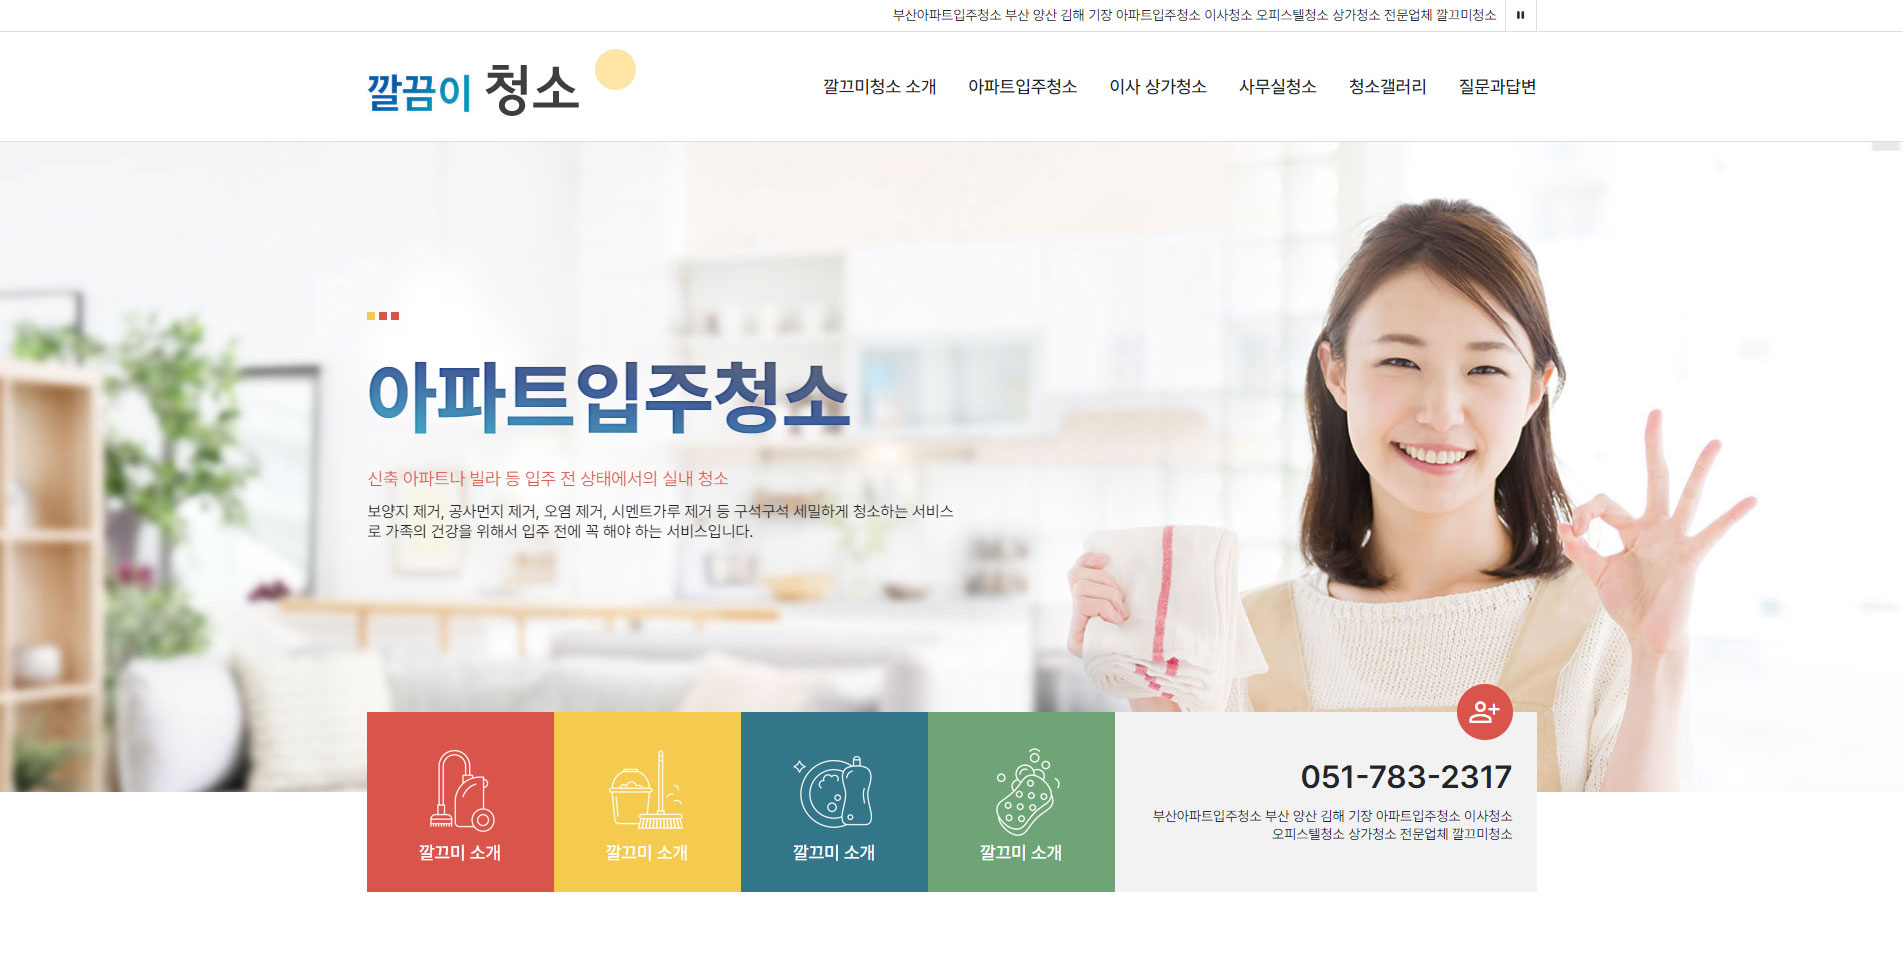 부산아파트입주청소 부산 양산 김해 기장 아파트입주청소 이사청소 오피스텔청소 상가청소 전문업체 깔끄미청소
깔끔이 청소
깔끄미청소 소개 아파트입주청소 이사 상가청소 사무실청소 청소갤러리 질문과답변
아파트입주청소
신축 아파트나 빌라 등 입주 전 상태에서의 실내 청소
보양지 제거, 공사먼지 제거, 오염 제거, 시멘트가루 제거 등 구석구석 세밀하게 청소하는 서비스
로 가족의 건강을 위해서 입주 전에 꼭 해야 하는 서비스입니다.
깔끄미 소개 깔끄미 소개 깔끄미 소개 깔끄미 소개
051-783-2317
부산아파트입주청소 부산 양산 김해 기장 아파트입주청소 이사청소
오피스텔청소 상가청소 전문업체 깔끄미청소